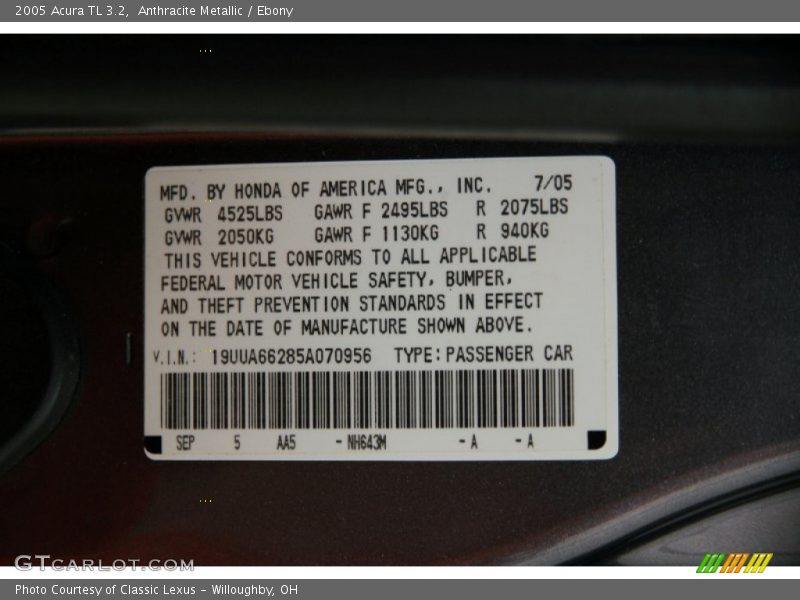 2005 Acura TL 3.2,  Anthracite Metallic / Ebony
MFD. BY HONDA OF AMERICA MFG., INC. 7/05
GVWR 4525LBS GAWR F 2495LBS R 2075LBS
GVWR 2050KG GAWR F 1130KG R 940KG
THIS VEHICLE CONFORMS TO ALL APPLICABLE
FEDERAL MOTOR VEHICLE SAFETY, BUMPER,
AND THEFT PREVENTION STANDARDS IN EFFECT
ON THE DATE OF MANUFACTURE SHOWN ABOVE.
V.I.N.: 19UUA66285A070956 TYPE: PASSENGER CAR
SEP 5 AA5 - NH643M - A - A
GTCARLOT.COM
Photo Courtesy of Classic Lexus - Willoughby, OH